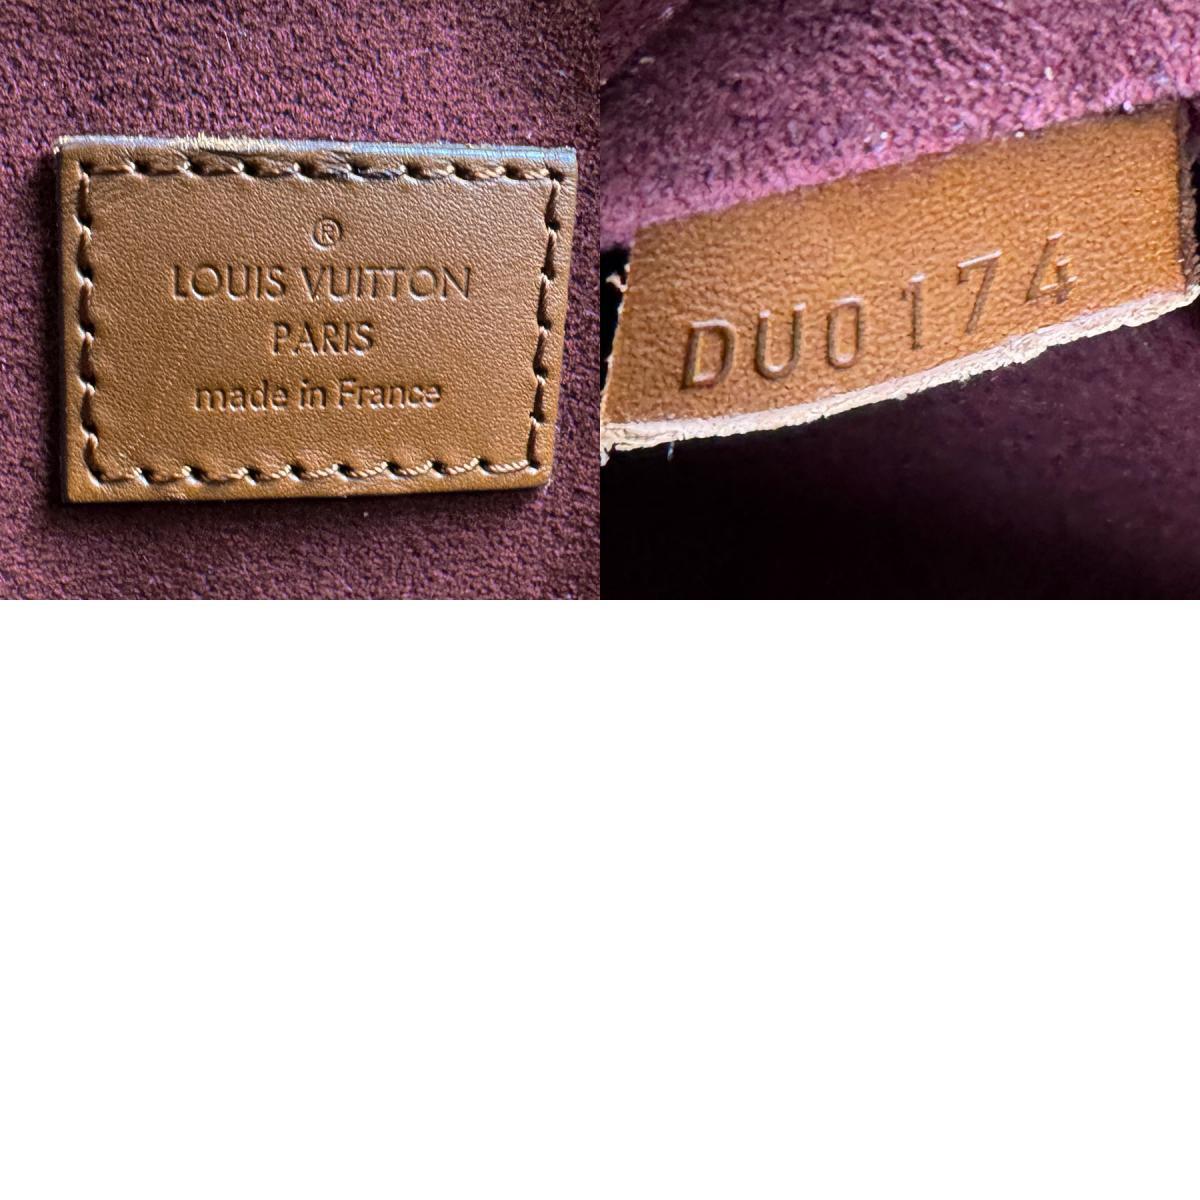 ®
LOUIS VUITTON
PARIS
made in France
DU0174